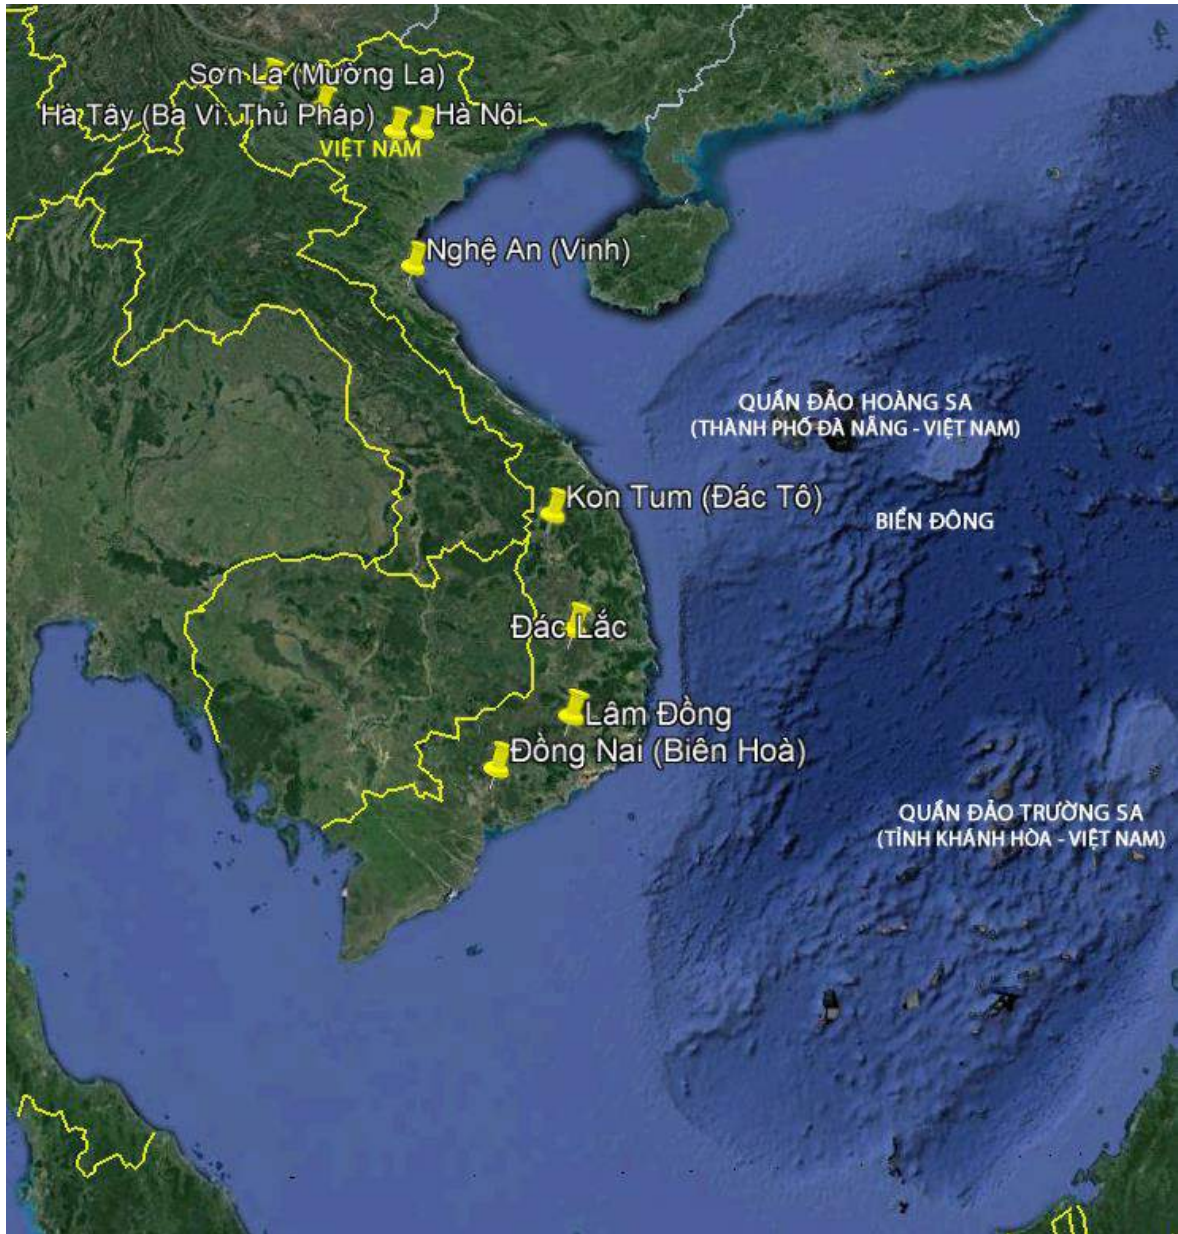 Sơn La (Mường La)
Hà Tây (Ba Vì. Thủ Pháp)
Hà Nội
VIỆT NAM
Nghệ An (Vinh)
QUẦN ĐẢO HOÀNG SA
(THÀNH PHỐ ĐÀ NẴNG - VIỆT NAM)
Kon Tum (Đác Tô)
BIỂN ĐÔNG
Đác Lắc
Lâm Đồng
Đồng Nai (Biên Hoà)
QUẦN ĐẢO TRƯỜNG SA
(TỈNH KHÁNH HÒA - VIỆT NAM)